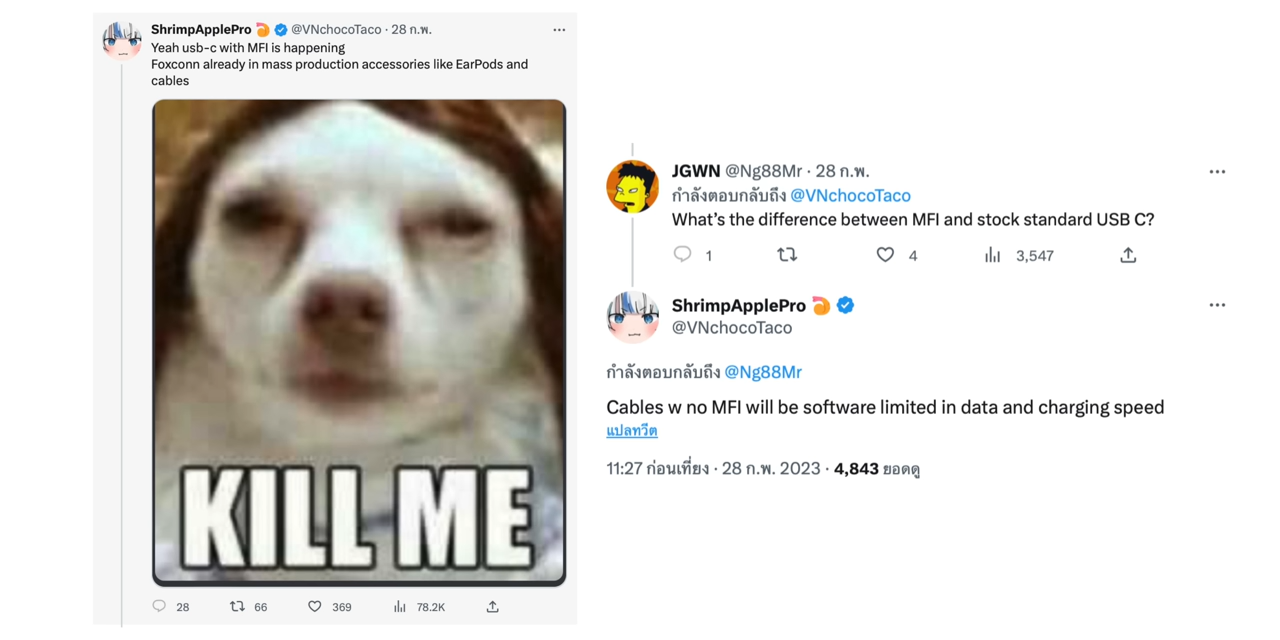 ShrimpApplePro @VNchocoTaco · 28 ก.พ.
Yeah usb-c with MFI is happening
Foxconn already in mass production accessories like EarPods and
cables
KILL ME
28 66 369 78.2K
JGWN @Ng88Mr · 28 ก.พ.
กำลังตอบกลับถึง @VNchocoTaco
What's the difference between MFI and stock standard USB C?
1 4 3,547
ShrimpApplePro
@VNchocoTaco
กำลังตอบกลับถึง @Ng88Mr
Cables w no MFI will be software limited in data and charging speed
แปลทวีต
11:27 ก่อนเที่ยง · 28 ก.พ. 2023 · 4,843 ยอดดู